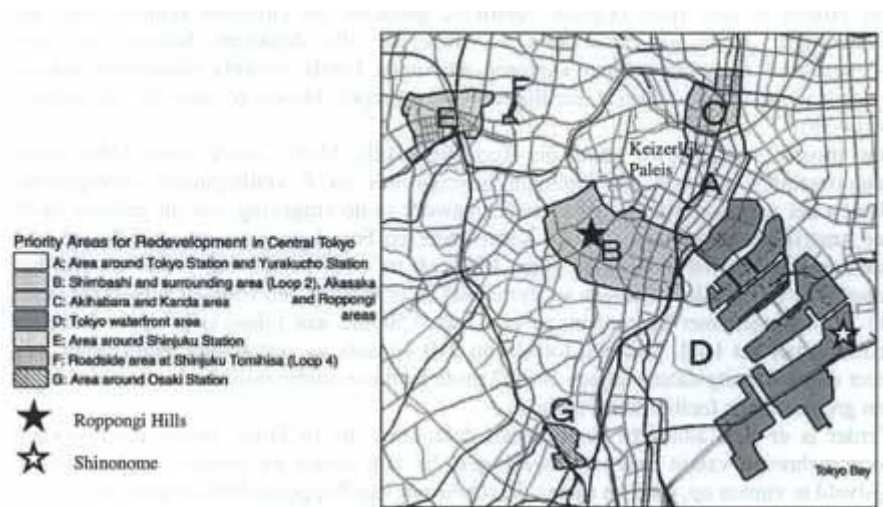 Priority Areas for Redevelopment in Central Tokyo
A: Area around Tokyo Station and Yurakucho Station
B: Shimbashi and surrounding area (Loop 2), Akasaka and Roppongi areas
C: Akihabara and Kanda area
D: Tokyo waterfront area
E: Area around Shinjuku Station
F: Roadside area at Shinjuku Tomihisa (Loop 4)
G: Area around Osaki Station
Roppongi Hills
Shinonome
E
F
C
Keizerlijk
Paleis
A
B
D
G
Tokyo Bay